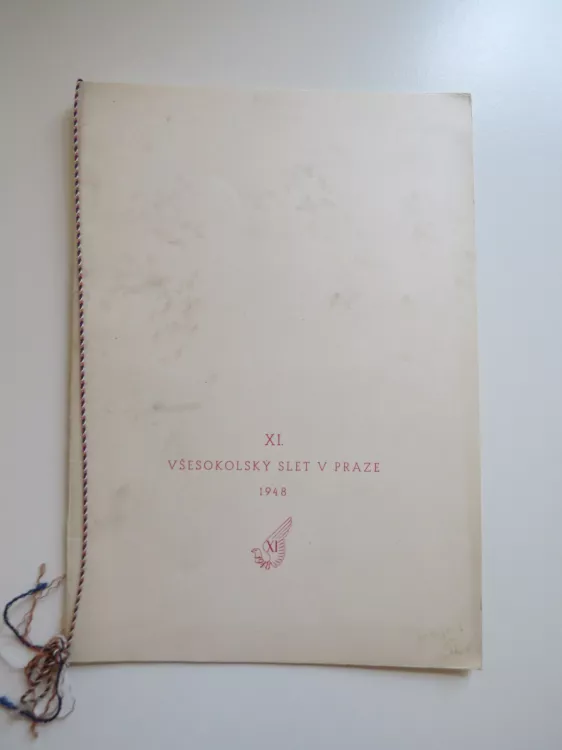 XI.
VŠESOKOLSKÝ SLET V PRAZE
1948
XI